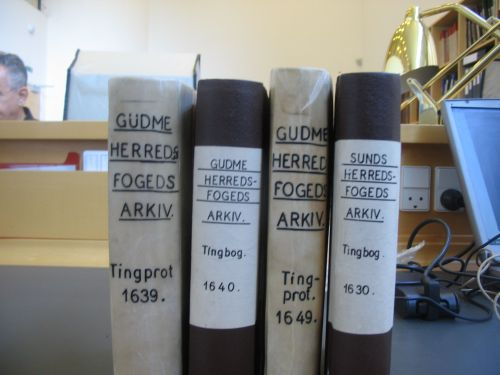 GÜDME
HERREDS
FOGEDS
ARKIV.
Tingprot
1639.
GUDME
HERREDS-
FOGEDS
ARKIV.
Tingbog.
1640.
GUDME
HERREDS
FOGEDS
ARKIV.
Ting-
prot.
1649.
SUNDS
HERREDS-
FOGEDS
ARKIV.
Tingbog.
1630.